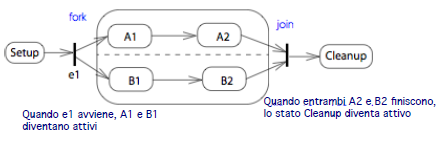 fork
join
A1
A2
Setup
Cleanup
e1
B1
B2
Quando e1 avviene, A1 e B1
diventano attivi
Quando entrambi A2 e B2 finiscono,
lo stato Cleanup diventa attivo